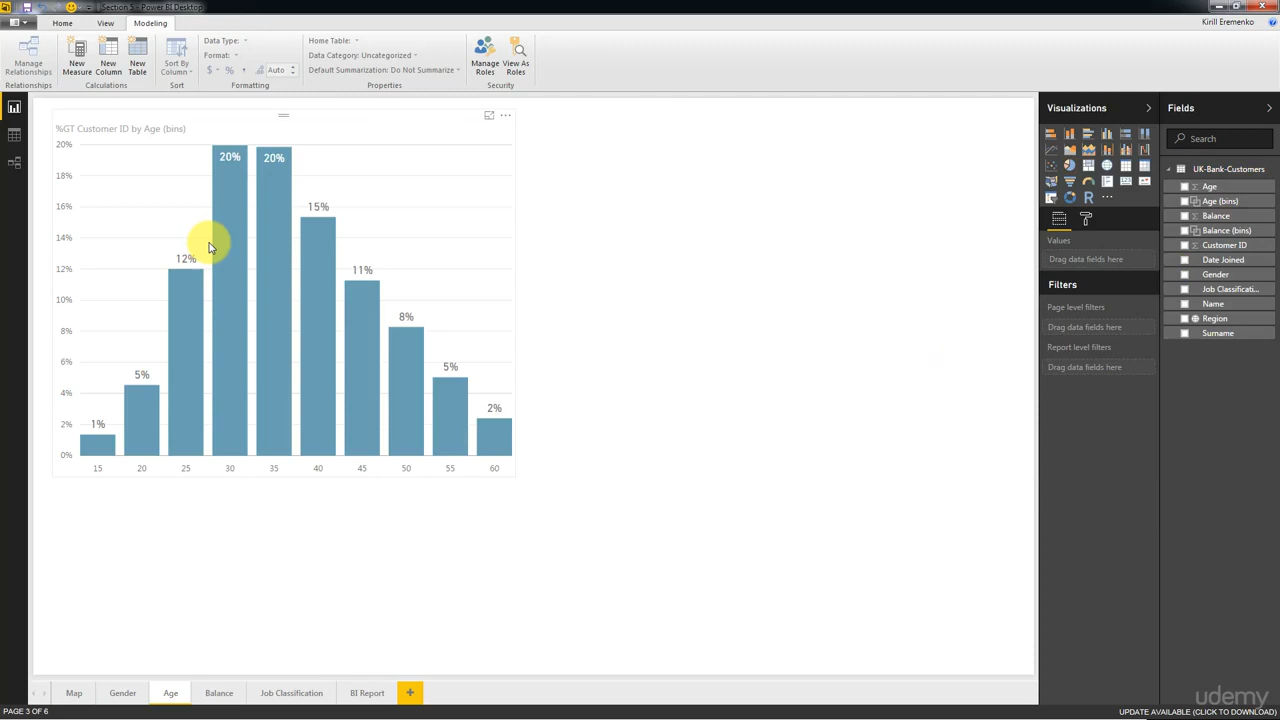 Section 5 - Power BI Desktop
Home
View
Modeling
Kirill Eremenko
Manage
Relationships
New
Measure
New
Column
New
Table
Sort By
Column
Data Type:
Format:
$ % , Auto
Home Table:
Data Category: Uncategorized
Default Summarization: Do Not Summarize
Manage
Roles
View As
Roles
Relationships
Calculations
Sort
Formatting
Properties
Security
%GT Customer ID by Age (bins)
20%
18%
16%
14%
12%
10%
8%
6%
4%
2%
0%
1%
5%
12%
20%
20%
15%
11%
8%
5%
2%
15 20 25 30 35 40 45 50 55 60
Visualizations
R
Values
Drag data fields here
Filters
Page level filters
Drag data fields here
Report level filters
Drag data fields here
Fields
Search
UK-Bank-Customers
Age
Age (bins)
Balance
Balance (bins)
Customer ID
Date Joined
Gender
Job Classificati...
Name
Region
Surname
Map
Gender
Age
Balance
Job Classification
BI Report
+
udemy
PAGE 3 OF 6
UPDATE AVAILABLE (CLICK TO DOWNLOAD)